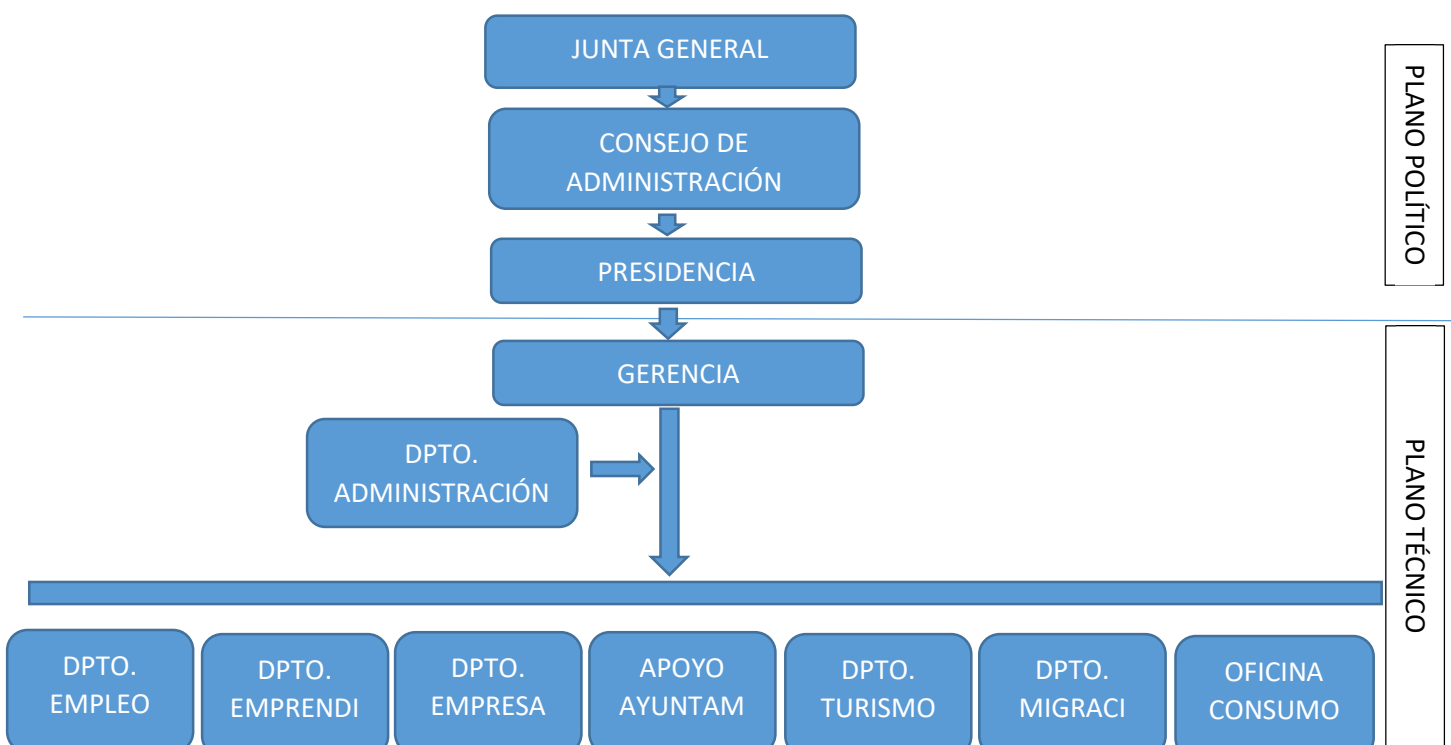 JUNTA GENERAL
CONSEJO DE
ADMINISTRACIÓN
PRESIDENCIA
PLANO POLÍTICO
GERENCIA
DPTO.
ADMINISTRACIÓN
PLANO TÉCNICO
DPTO.
EMPLEO
DPTO.
EMPRENDI
DPTO.
EMPRESA
APOYO
AYUNTAM
DPTO.
TURISMO
DPTO.
MIGRACI
OFICINA
CONSUMO